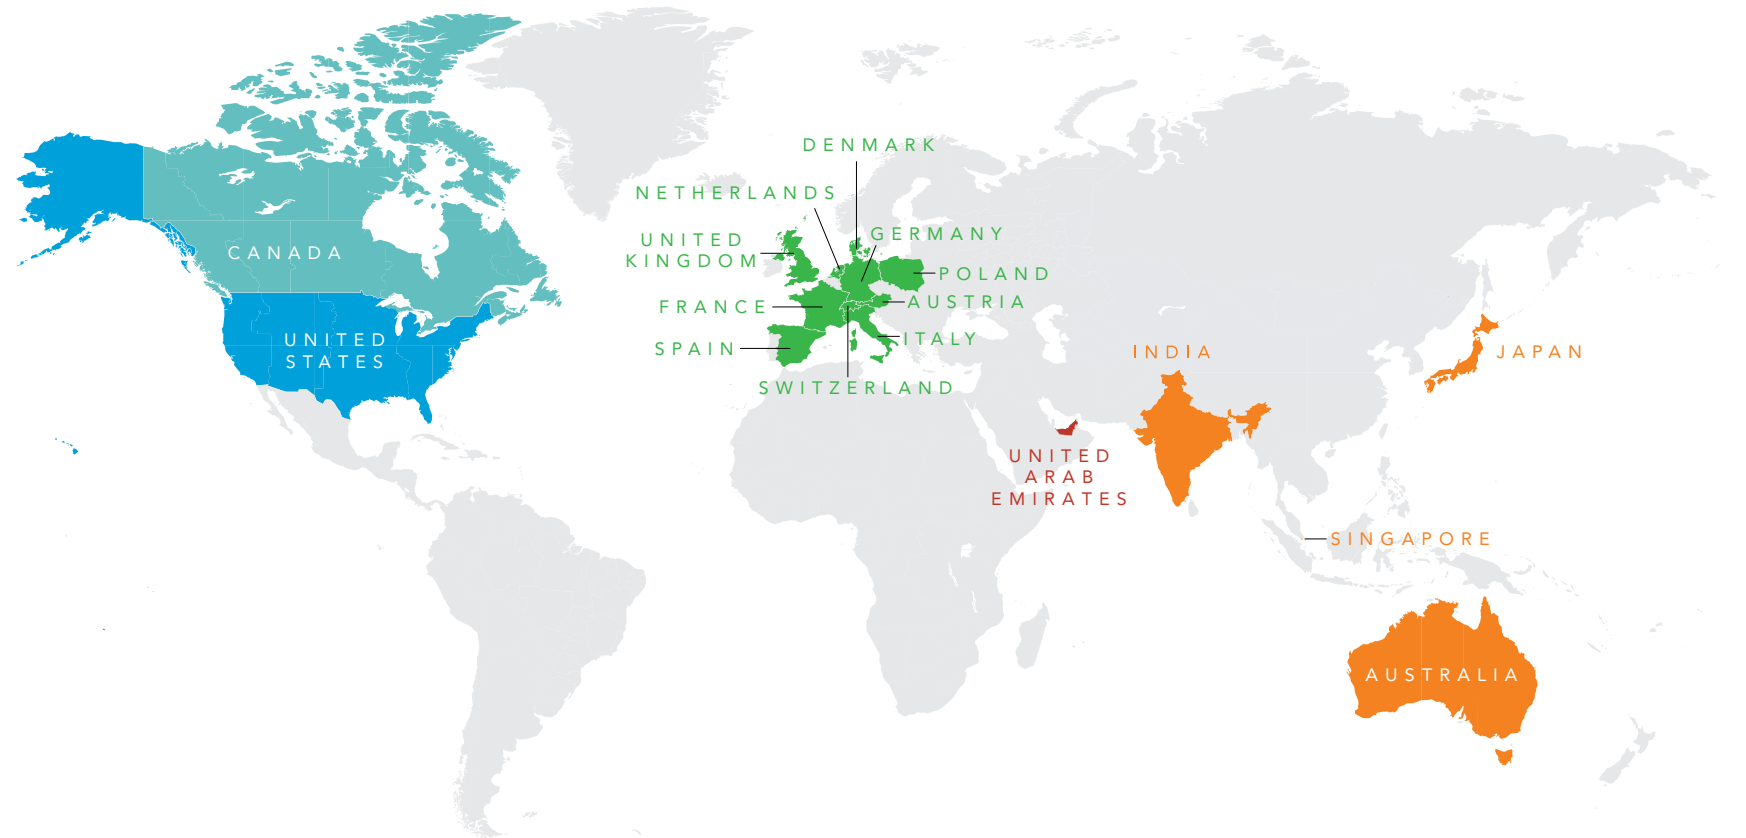 DENMARK
NETHERLANDS
GERMANY
UNITED
KINGDOM
CANADA
POLAND
AUSTRIA
FRANCE
ITALY
UNITED
STATES
SPAIN
INDIA
JAPAN
SWITZERLAND
UNITED
ARAB
EMIRATES
SINGAPORE
AUSTRALIA